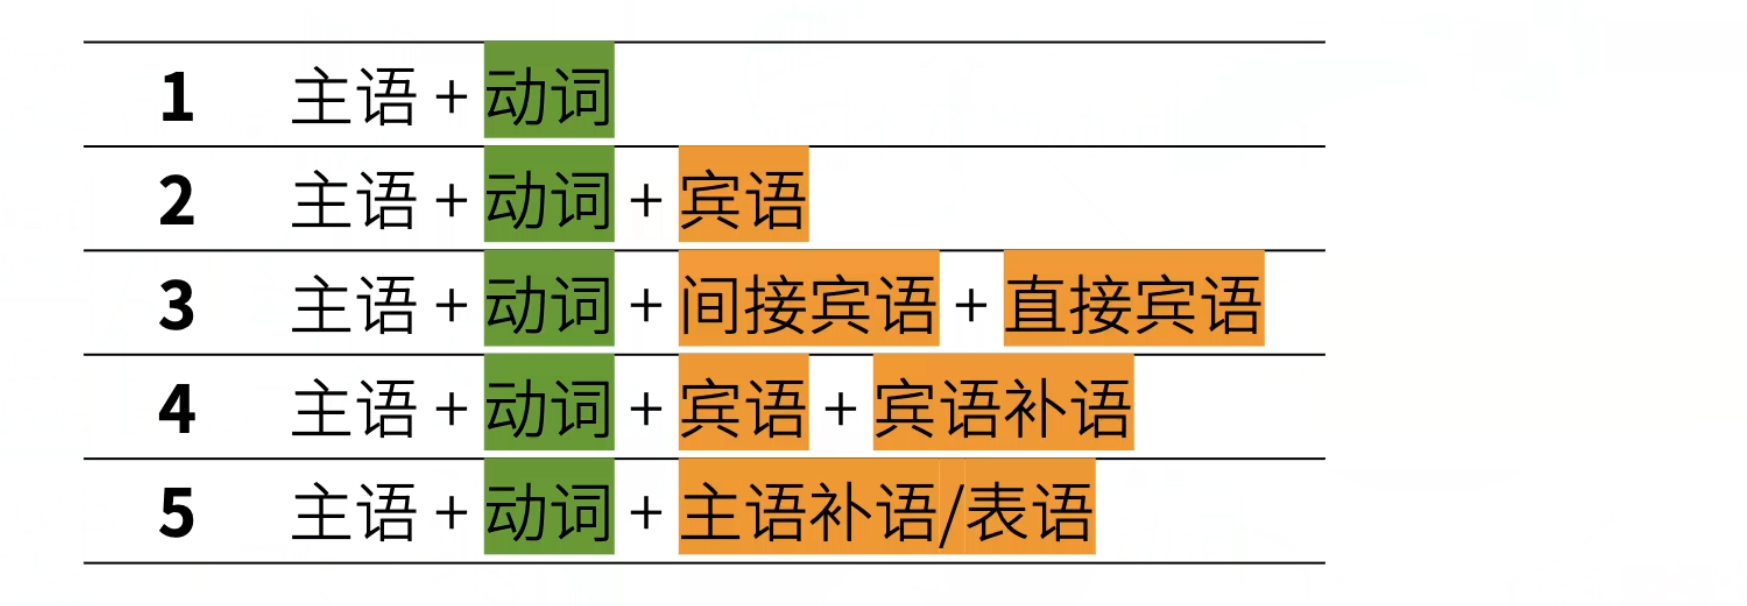 1 主语 + 动词
2 主语 + 动词 + 宾语
3 主语 + 动词 + 间接宾语 + 直接宾语
4 主语 + 动词 + 宾语 + 宾语补语
5 主语 + 动词 + 主语补语/表语